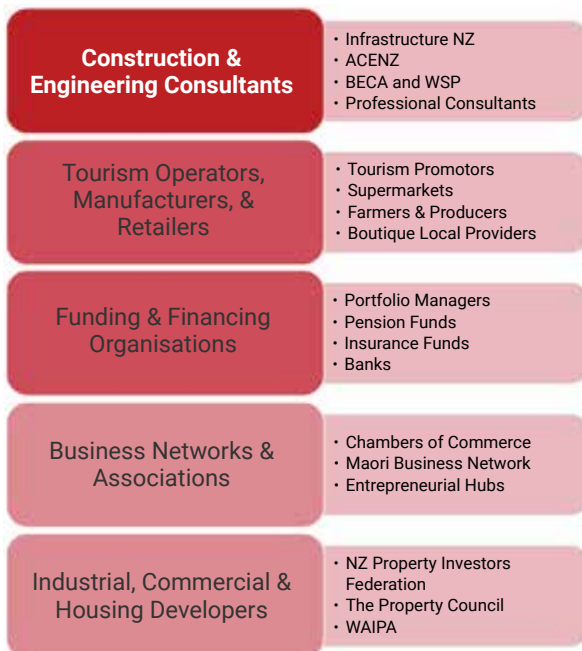 Construction &
Engineering Consultants
• Infrastructure NZ
• ACENZ
• BECA and WSP
• Professional Consultants
Tourism Operators,
Manufacturers, &
Retailers
• Tourism Promotors
• Supermarkets
• Farmers & Producers
• Boutique Local Providers
Funding & Financing
Organisations
• Portfolio Managers
• Pension Funds
• Insurance Funds
• Banks
Business Networks &
Associations
• Chambers of Commerce
• Maori Business Network
• Entrepreneurial Hubs
Industrial, Commercial &
Housing Developers
• NZ Property Investors
Federation
• The Property Council
• WAIPA